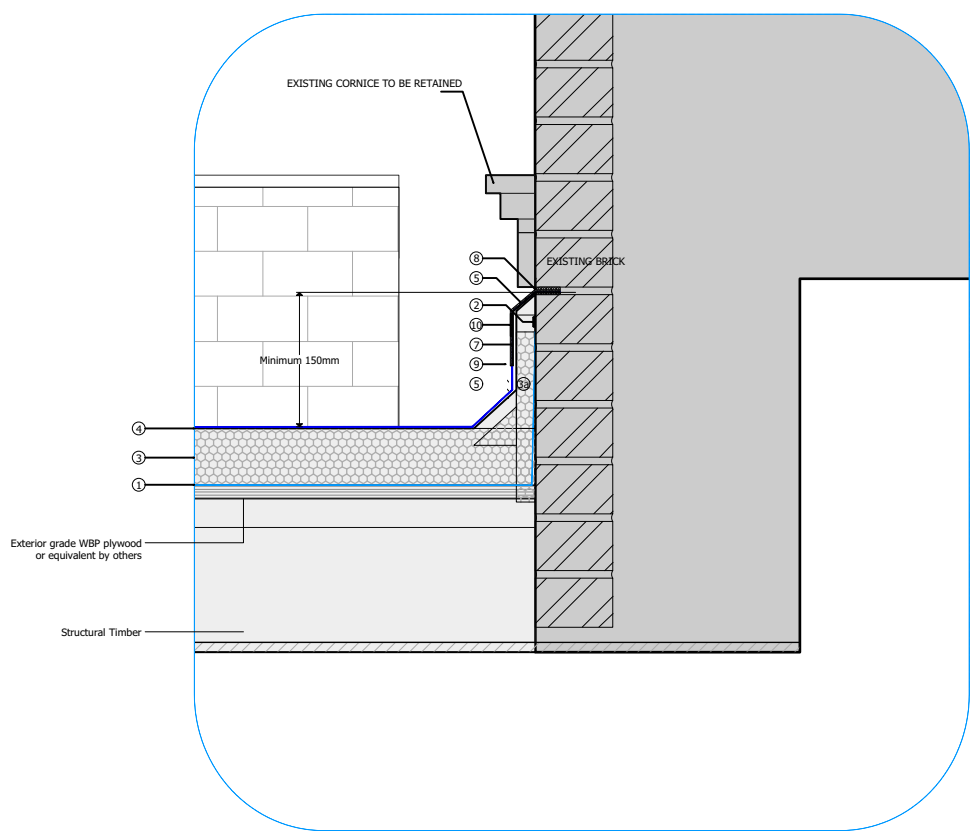 EXISTING CORNICE TO BE RETAINED
8
EXISTING BRICK
5
2
10
7
Minimum 150mm
9
5
3a
4
3
1
Exterior grade WBP plywood
or equivalent by others
Structural Timber